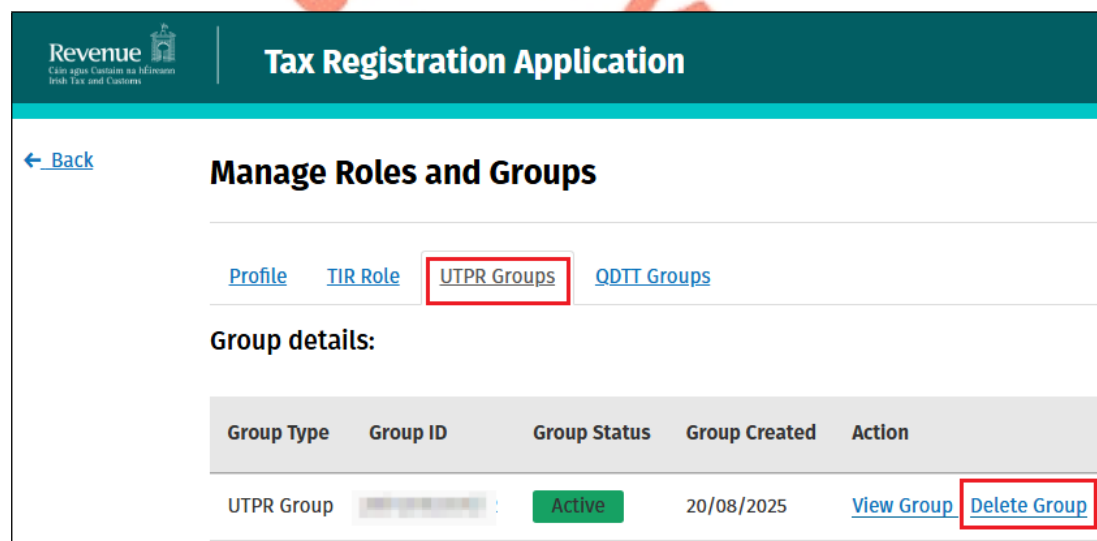 Revenue
Cáin agus Custaim na hÉireann
Irish Tax and Customs
Tax Registration Application
← Back
Manage Roles and Groups
Profile TIR Role UTPR Groups QDTT Groups
Group details:
Group Type Group ID Group Status Group Created Action
UTPR Group Active 20/08/2025 View Group Delete Group